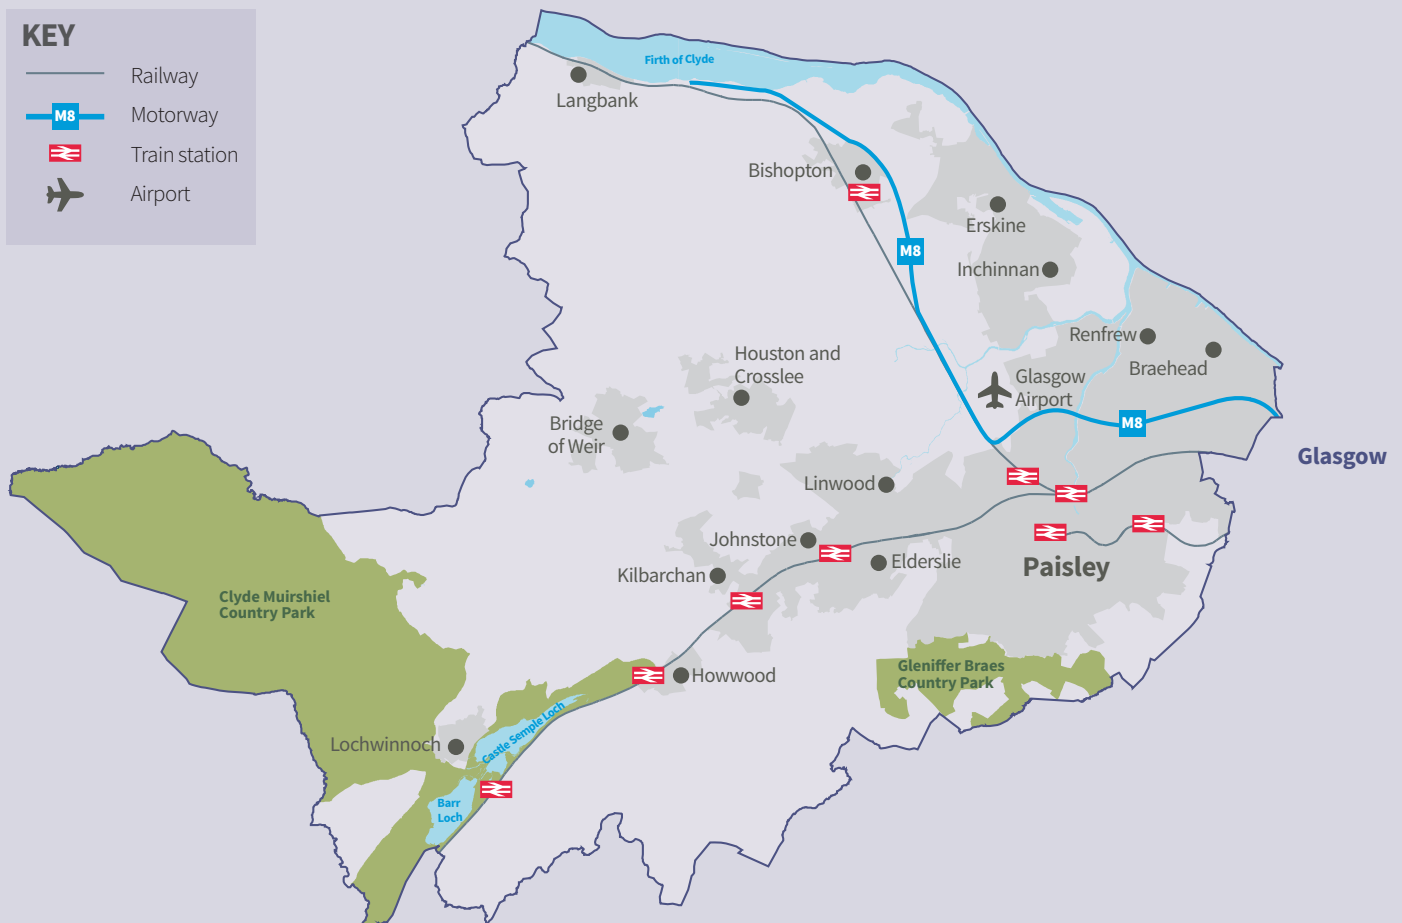 KEY
Railway
M8
Motorway
Train station
Airport
Firth of Clyde
Langbank
Bishopton
Erskine
M8
Inchinnan
Renfrew
Braehead
Houston and
Crosslee
Glasgow
Airport
Bridge
of Weir
M8
Glasgow
Linwood
Johnstone
Elderslie
Paisley
Kilbarchan
Clyde Muirshiel
Country Park
Gleniffer Braes
Country Park
Howwood
Castle Semple Loch
Lochwinnoch
Barr
Loch